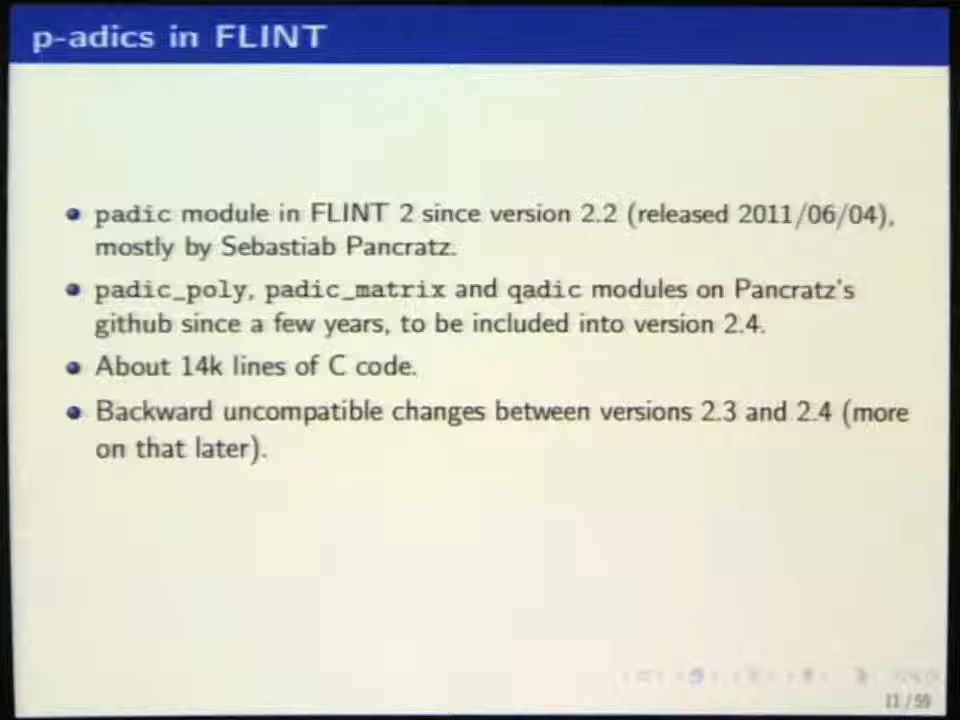 p-adics in FLINT
padic module in FLINT 2 since version 2.2 (released 2011/06/04),
mostly by Sebastiab Pancratz.
padic_poly, padic_matrix and qadic modules on Pancratz's
github since a few years, to be included into version 2.4.
About 14k lines of C code.
Backward uncompatible changes between versions 2.3 and 2.4 (more
on that later).